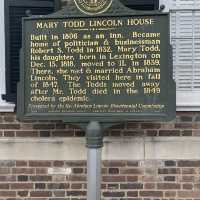 MARY TODD LINCOLN HOUSE
Built in 1806 as an inn. Became
home of politician & businessman
Robert S. Todd in 1832. Mary Todd,
his daughter, born in Lexington on
Dec. 13, 1818, moved to Ill. in 1839.
There, she met & married Abraham
Lincoln. They visited here in fall
of 1847. The Todds moved away
after Mr. Todd died in the 1849
cholera epidemic.
Presented by the Ky. Abraham Lincoln Bicentennial Commission